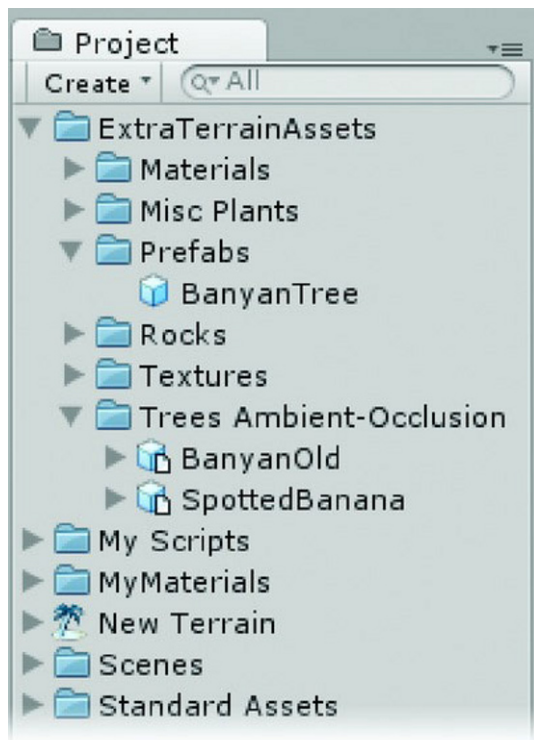 Project
Create All
ExtraTerrainAssets
Materials
Misc Plants
Prefabs
BanyanTree
Rocks
Textures
Trees Ambient-Occlusion
BanyanOld
SpottedBanana
My Scripts
MyMaterials
New Terrain
Scenes
Standard Assets